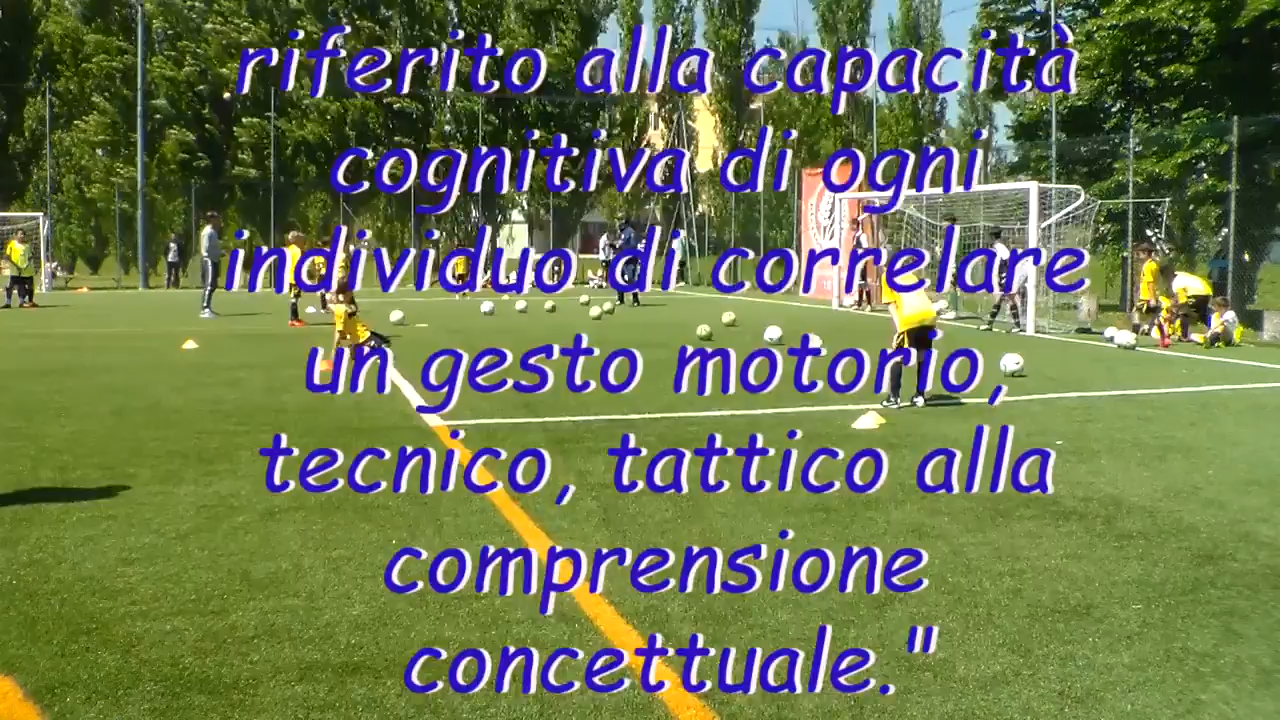 riferito alla capacità
cognitiva di ogni
individuo di correlare
un gesto motorio,
tecnico, tattico alla
comprensione
concettuale."